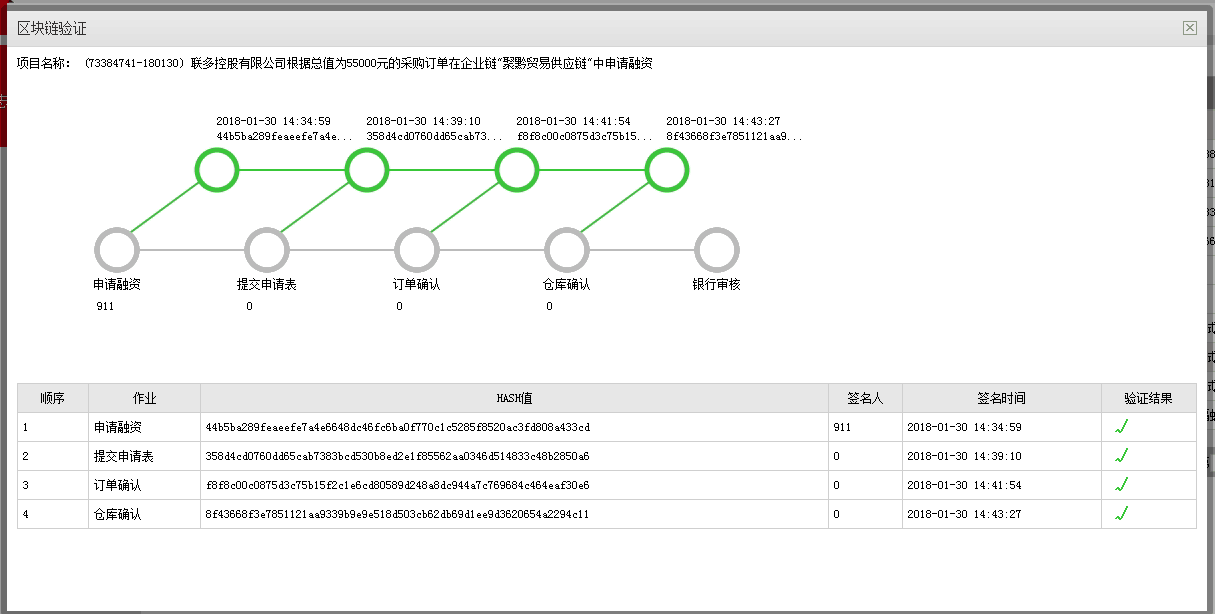 区块链验证
项目名称： （73384741-180130）联多控股有限公司根据总值为55000元的采购订单在企业链“聚黔贸易供应链”中申请融资
2018-01-30 14:34:59 2018-01-30 14:39:10 2018-01-30 14:41:54 2018-01-30 14:43:27
44b5ba289feaeefe7a4e... 358d4cd0760dd65cab73... f8f8c00c0875d3c75b15... 8f43668f3e7851121aa9...
申请融资 提交申请表 订单确认 仓库确认 银行审核
911 0 0 0
顺序 作业 HASH值 签名人 签名时间 验证结果
1 申请融资 44b5ba289feaeefe7a4e6648dc46fc6ba0f770c1c5285f8520ac3fd808a433cd 911 2018-01-30 14:34:59
2 提交申请表 358d4cd0760dd65cab7383bcd530b8ed2e1f85562aa0346d514833c48b2850a6 0 2018-01-30 14:39:10
3 订单确认 f8f8c00c0875d3c75b15f2c1e6cd80589d248a8dc944a7c769684c464eaf30e6 0 2018-01-30 14:41:54
4 仓库确认 8f43668f3e7851121aa9339b9e9e518d503cb62db69d1ee9d3620654a2294c11 0 2018-01-30 14:43:27